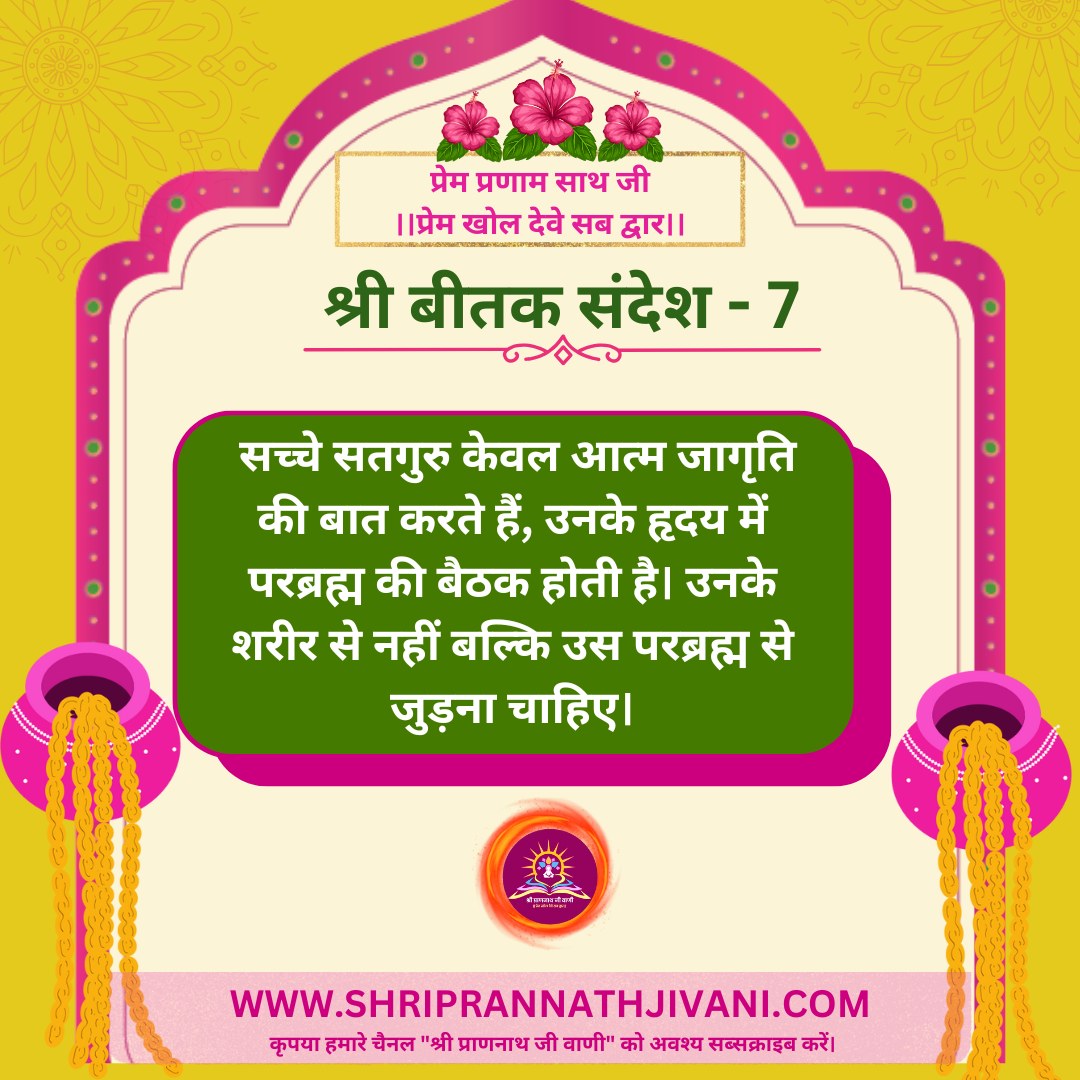 प्रेम प्रणाम साथ जी
||प्रेम खोल देवे सब द्वार||
श्री बीतक संदेश - 7
सच्चे सतगुरु केवल आत्म जागृति
की बात करते हैं, उनके हृदय में
परब्रह्म की बैठक होती है। उनके
शरीर से नहीं बल्कि उस परब्रह्म से
जुड़ना चाहिए।
श्री प्राणनाथ जी वाणी
WWW.SHRIPRANNATHJIVANI.COM
कृपया हमारे चैनल "श्री प्राणनाथ जी वाणी" को अवश्य सब्सक्राइब करें।